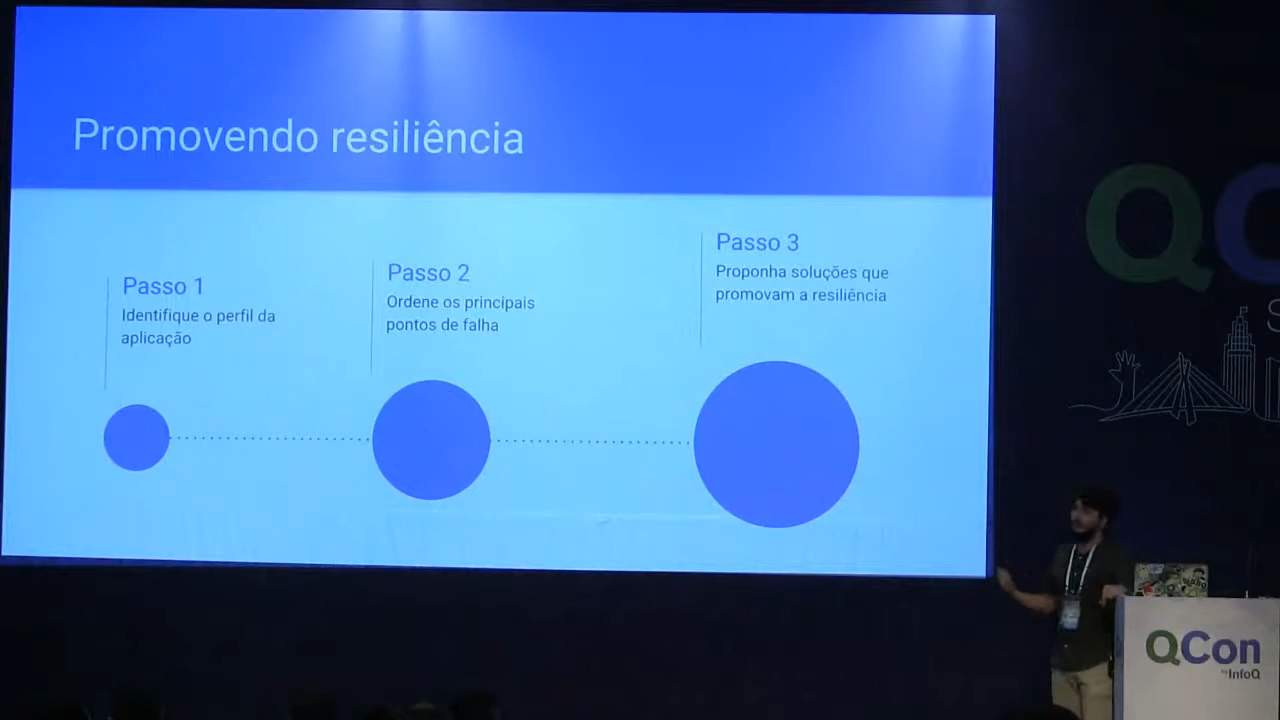 Promovendo resiliência
Passo 1
Identifique o perfil da
aplicação
Passo 2
Ordene os principais
pontos de falha
Passo 3
Proponha soluções que
promovam a resiliência
QCon
by InfoQ